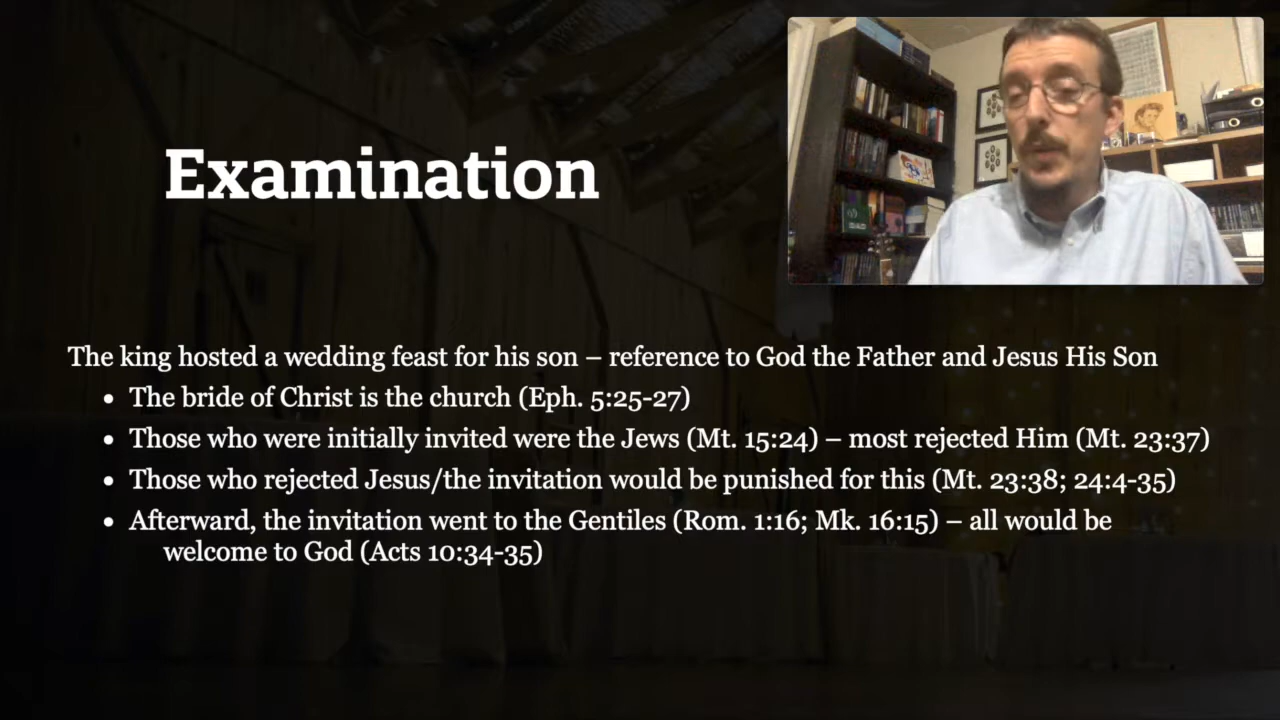 Examination
The king hosted a wedding feast for his son – reference to God the Father and Jesus His Son
• The bride of Christ is the church (Eph. 5:25-27)
• Those who were initially invited were the Jews (Mt. 15:24) – most rejected Him (Mt. 23:37)
• Those who rejected Jesus/the invitation would be punished for this (Mt. 23:38; 24:4-35)
• Afterward, the invitation went to the Gentiles (Rom. 1:16; Mk. 16:15) – all would be
welcome to God (Acts 10:34-35)